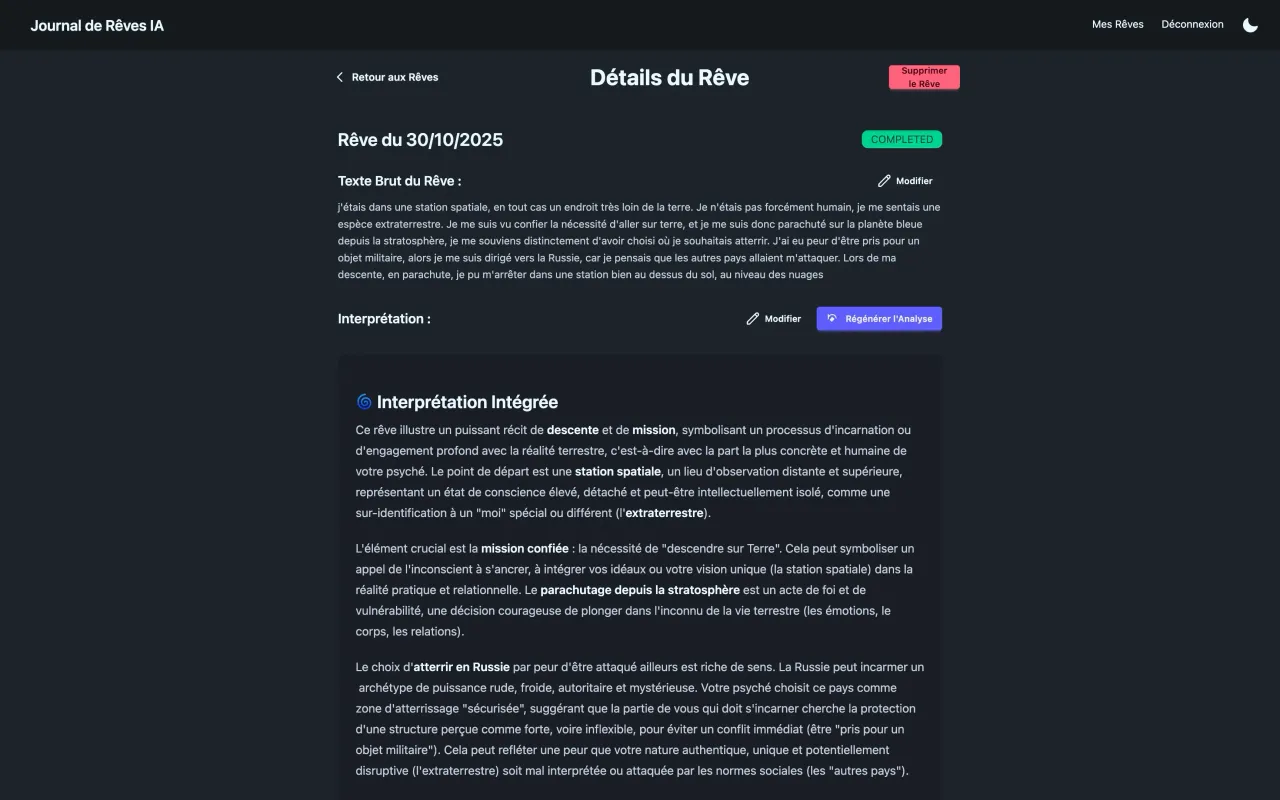 Journal de Rêves IA
Mes Rêves
Déconnexion
Retour aux Rêves
Détails du Rêve
Supprimer
le Rêve
Rêve du 30/10/2025
COMPLETED
Texte Brut du Rêve :
Modifier
j'étais dans une station spatiale, en tout cas un endroit très loin de la terre. Je n'étais pas forcément humain, je me sentais une
espèce extraterrestre. Je me suis vu confier la nécessité d'aller sur terre, et je me suis donc parachuté sur la planète bleue
depuis la stratosphère, je me souviens distinctement d'avoir choisi où je souhaitais atterrir. J'ai eu peur d'être pris pour un
objet militaire, alors je me suis dirigé vers la Russie, car je pensais que les autres pays allaient m'attaquer. Lors de ma
descente, en parachute, je pu m'arrêter dans une station bien au dessus du sol, au niveau des nuages
Interprétation :
Modifier
Régénérer l'Analyse
Interprétation Intégrée
Ce rêve illustre un puissant récit de descente et de mission, symbolisant un processus d'incarnation ou
d'engagement profond avec la réalité terrestre, c'est-à-dire avec la part la plus concrète et humaine de
votre psyché. Le point de départ est une station spatiale, un lieu d'observation distante et supérieure,
représentant un état de conscience élevé, détaché et peut-être intellectuellement isolé, comme une
sur-identification à un "moi" spécial ou différent (l'extraterrestre).
L'élément crucial est la mission confiée : la nécessité de "descendre sur Terre". Cela peut symboliser un
appel de l'inconscient à s'ancrer, à intégrer vos idéaux ou votre vision unique (la station spatiale) dans la
réalité pratique et relationnelle. Le parachutage depuis la stratosphère est un acte de foi et de
vulnérabilité, une décision courageuse de plonger dans l'inconnu de la vie terrestre (les émotions, le
corps, les relations).
Le choix d'atterrir en Russie par peur d'être attaqué ailleurs est riche de sens. La Russie peut incarmer un
archétype de puissance rude, froide, autoritaire et mystérieuse. Votre psyché choisit ce pays comme
zone d'atterrissage "sécurisée", suggérant que la partie de vous qui doit s'incarner cherche la protection
d'une structure perçue comme forte, voire inflexible, pour éviter un conflit immédiat (être "pris pour un
objet militaire"). Cela peut refléter une peur que votre nature authentique, unique et potentiellement
disruptive (l'extraterrestre) soit mal interprétée ou attaquée par les normes sociales (les "autres pays").